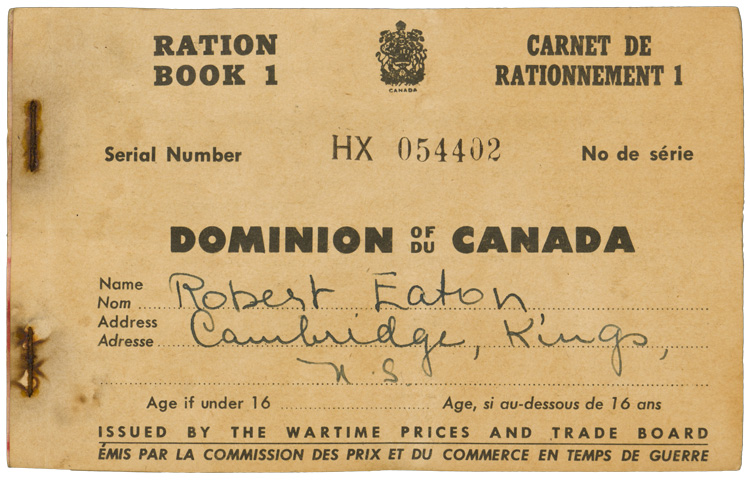 RATION BOOK 1
CANADA
CARNET DE RATIONNEMENT 1
Serial Number HX 054402 No de série
DOMINION OF DU CANADA
Name
Nom Robert Eaton
Address
Adresse Cambridge, Kings,
N.S.
Age if under 16 Age, si au-dessous de 16 ans
ISSUED BY THE WARTIME PRICES AND TRADE BOARD
ÉMIS PAR LA COMMISSION DES PRIX ET DU COMMERCE EN TEMPS DE GUERRE